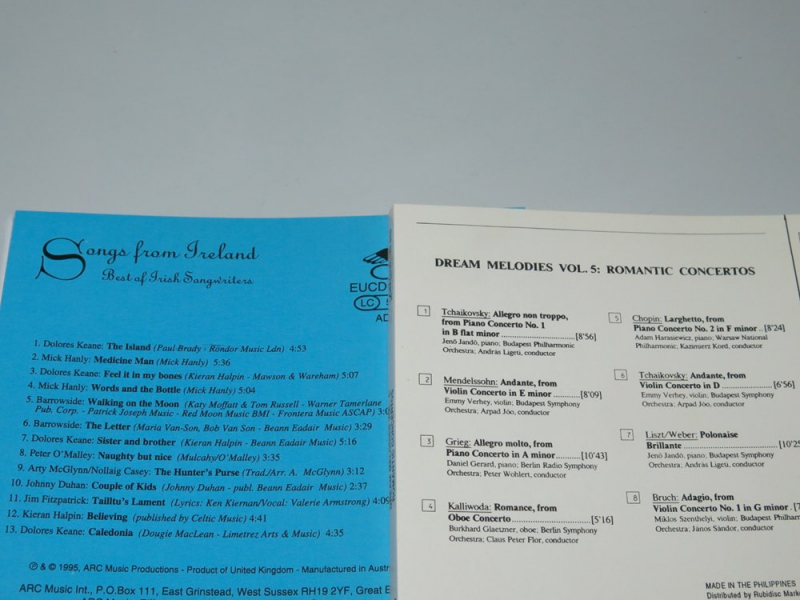 Songs from Ireland
Best of Irish Songwriters
EUCD
LC
1. Dolores Keane: The Island (Paul Brady - Rondor Music Ldn) 4:53
2. Mick Hanly: Medicine Man (Mick Hanly) 5:36
3. Dolores Keane: Feel it in my bones (Kieran Halpin - Mawson & Wareham) 5:07
4. Mick Hanly: Words and the Bottle (Mick Hanly) 5:04
5. Barrowside: Walking on the Moon (Katy Moffatt & Tom Russell - Warner Tamerlane
Pub. Corp. - Patrick Joseph Music - Red Moon Music BMI - Frontera Music ASCAP)
6. Barrowside: The Letter (Maria Van-Son, Bob Van Son - Beann Eadair Music) 3:29
7. Dolores Keane: Sister and brother (Kieran Halpin - Beann Eadair Music) 5:16
8. Peter O'Malley: Naughty but nice (Mulcahy/O'Malley) 3:35
9. Arty McGlynn/Nollaig Casey: The Hunter's Purse (Trad./Arr. A. McGlynn) 3:12
10. Johnny Duhan: Couple of Kids (Johnny Duhan - publ. Beann Eadair Music) 2:37
11. Jim Fitzpatrick: Tailltu's Lament (Lyrics: Ken Kiernan/Vocal: Valerie Armstrong) 4:09
12. Kieran Halpin: Believing (published by Celtic Music) 4:41
13. Dolores Keane: Caledonia (Dougie MacLean - Limetrez Arts & Music) 4:35
℗ & © 1995, ARC Music Productions - Product of United Kingdom - Manufactured in Austr
ARC Music Int., P.O.Box 111, East Grinstead, West Sussex RH19 2YF, Great B
DREAM MELODIES VOL. 5: ROMANTIC CONCERTOS
1 Tchaikovsky: Allegro non troppo,
from Piano Concerto No. 1
in B flat minor [8'56]
Jenö Jandó, piano; Budapest Philharmonic
Orchestra; András Ligeti, conductor
2 Mendelssohn: Andante, from
Violin Concerto in E minor [8'09]
Emmy Verhey, violin; Budapest Symphony
Orchestra; Arpad Jóo, conductor
3 Grieg: Allegro molto, from
Piano Concerto in A minor [10'43]
Daniel Gerard, piano; Berlin Radio Symphony
Orchestra; Peter Wohlert, conductor
4 Kalliwoda: Romance, from
Oboe Concerto [5'16]
Burkhard Glaetzner, oboe; Berlin Symphony
Orchestra; Claus Peter Flor, conductor
5 Chopin: Larghetto, from
Piano Concerto No. 2 in F minor [8'24]
Adam Harasiewicz, piano; Warsaw National
Philharmonic; Kazimierz Kord, conductor
6 Tchaikovsky: Andante, from
Violin Concerto in D [6'56]
Emmy Verhey, violin; Budapest Symphony
Orchestra; Arpad Jóo, conductor
7 Liszt/Weber: Polonaise
Brillante [10'25
Jenö Jandó, piano; Budapest Symphony
Orchestra; András Ligeti, conductor
8 Bruch: Adagio, from
Violin Concerto No. 1 in G minor
Miklós Szenthelyi, violin; Budapest Philharm
Orchestra; János Sándor, conductor
MADE IN THE PHILIPPINES
Distributed by Rubidisc Mark